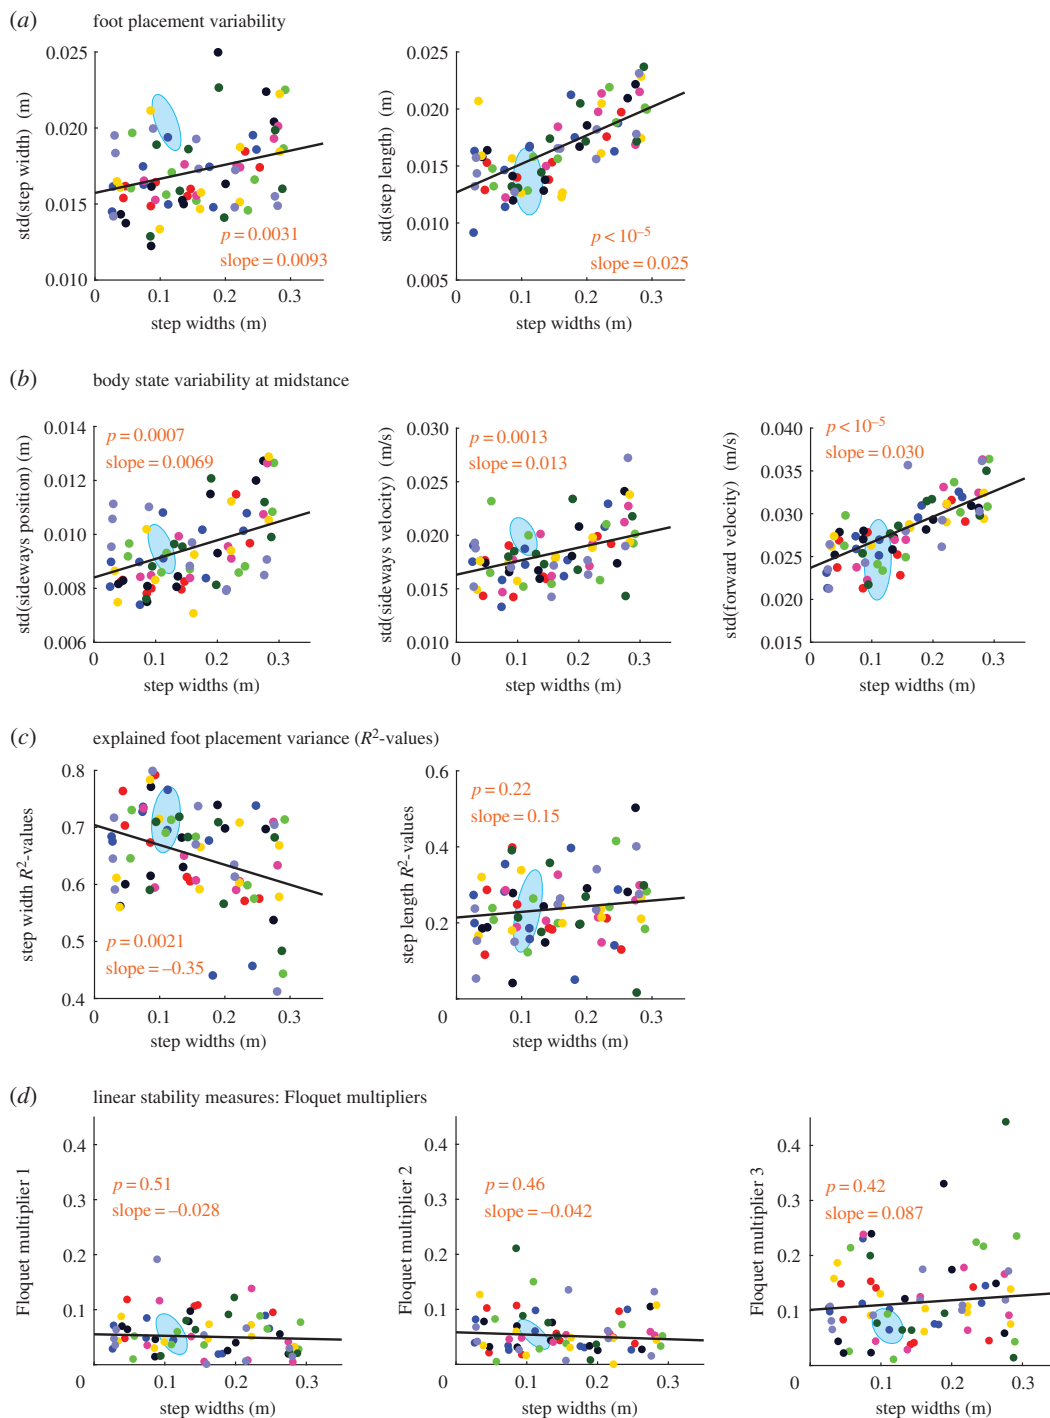 (a) foot placement variability
0.025
0.020
0.015
0.010
std(step width) (m)
p = 0.0031
slope = 0.0093
0 0.1 0.2 0.3
step widths (m)
0.025
0.020
0.015
0.010
0.005
std(step length) (m)
p < 10⁻⁵
slope = 0.025
0 0.1 0.2 0.3
step widths (m)
(b) body state variability at midstance
0.014
0.012
0.010
0.008
0.006
std(sideways position) (m)
p = 0.0007
slope = 0.0069
0 0.1 0.2 0.3
step widths (m)
0.030
0.025
0.020
0.015
0.010
std(sideways velocity) (m/s)
p = 0.0013
slope = 0.013
0 0.1 0.2 0.3
step widths (m)
0.040
0.035
0.030
0.025
0.020
0.015
std(forward velocity) (m/s)
p < 10⁻⁵
slope = 0.030
0 0.1 0.2 0.3
step widths (m)
(c) explained foot placement variance (R²-values)
0.8
0.7
0.6
0.5
0.4
step width R²-values
p = 0.0021
slope = –0.35
0 0.1 0.2 0.3
step widths (m)
0.6
0.4
0.2
0
step length R²-values
p = 0.22
slope = 0.15
0.1 0.2 0.3
step widths (m)
(d) linear stability measures: Floquet multipliers
0.4
0.3
0.2
0.1
Floquet multiplier 1
p = 0.51
slope = –0.028
0 0.1 0.2 0.3
step widths (m)
0.4
0.3
0.2
0.1
Floquet multiplier 2
p = 0.46
slope = –0.042
0 0.1 0.2 0.3
step widths (m)
0.4
0.3
0.2
0.1
Floquet multiplier 3
p = 0.42
slope = 0.087
0 0.1 0.2 0.3
step widths (m)